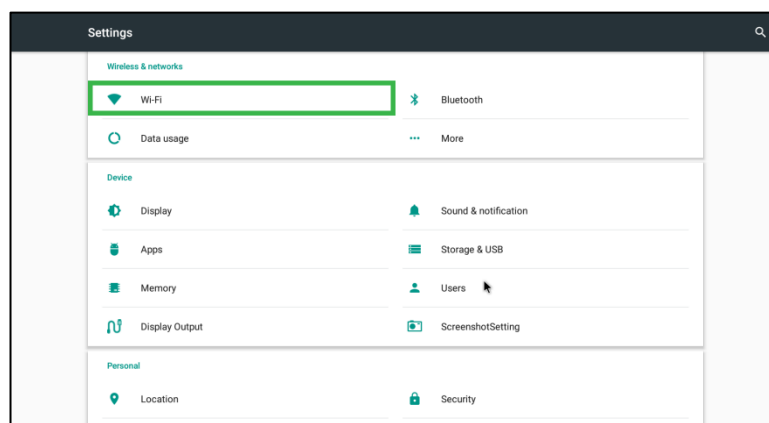 Settings
Wireless & networks
Wi-Fi Bluetooth
Data usage More
Device
Display Sound & notification
Apps Storage & USB
Memory Users
Display Output ScreenshotSetting
Personal
Location Security